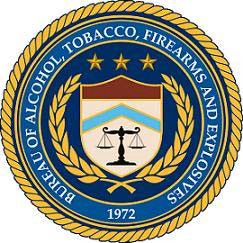 BUREAU OF ALCOHOL, TOBACCO, FIREARMS AND EXPLOSIVES
1972